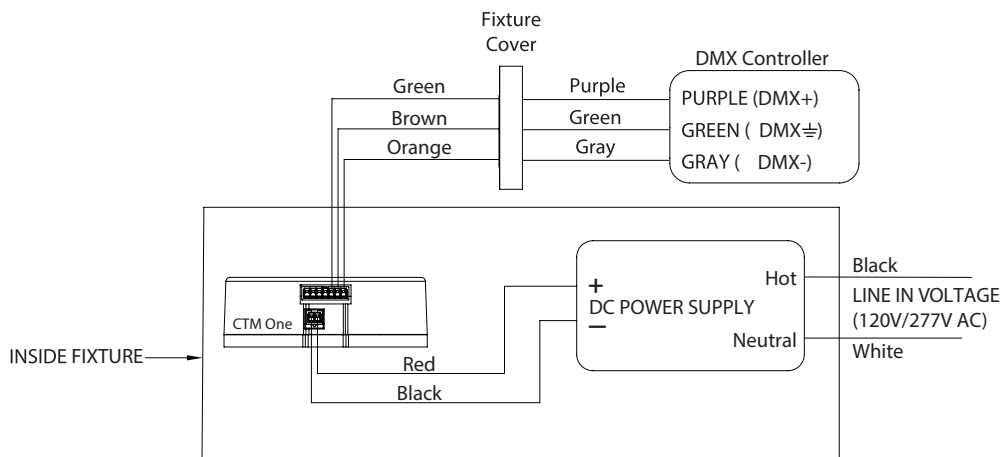 Fixture
Cover
DMX Controller
Green
Purple
PURPLE (DMX+)
Brown
Green
GREEN ( DMX⏚)
Orange
Gray
GRAY ( DMX-)
CTM One
+
DC POWER SUPPLY
−
Hot
Neutral
Black
LINE IN VOLTAGE
(120V/277V AC)
White
INSIDE FIXTURE
Red
Black